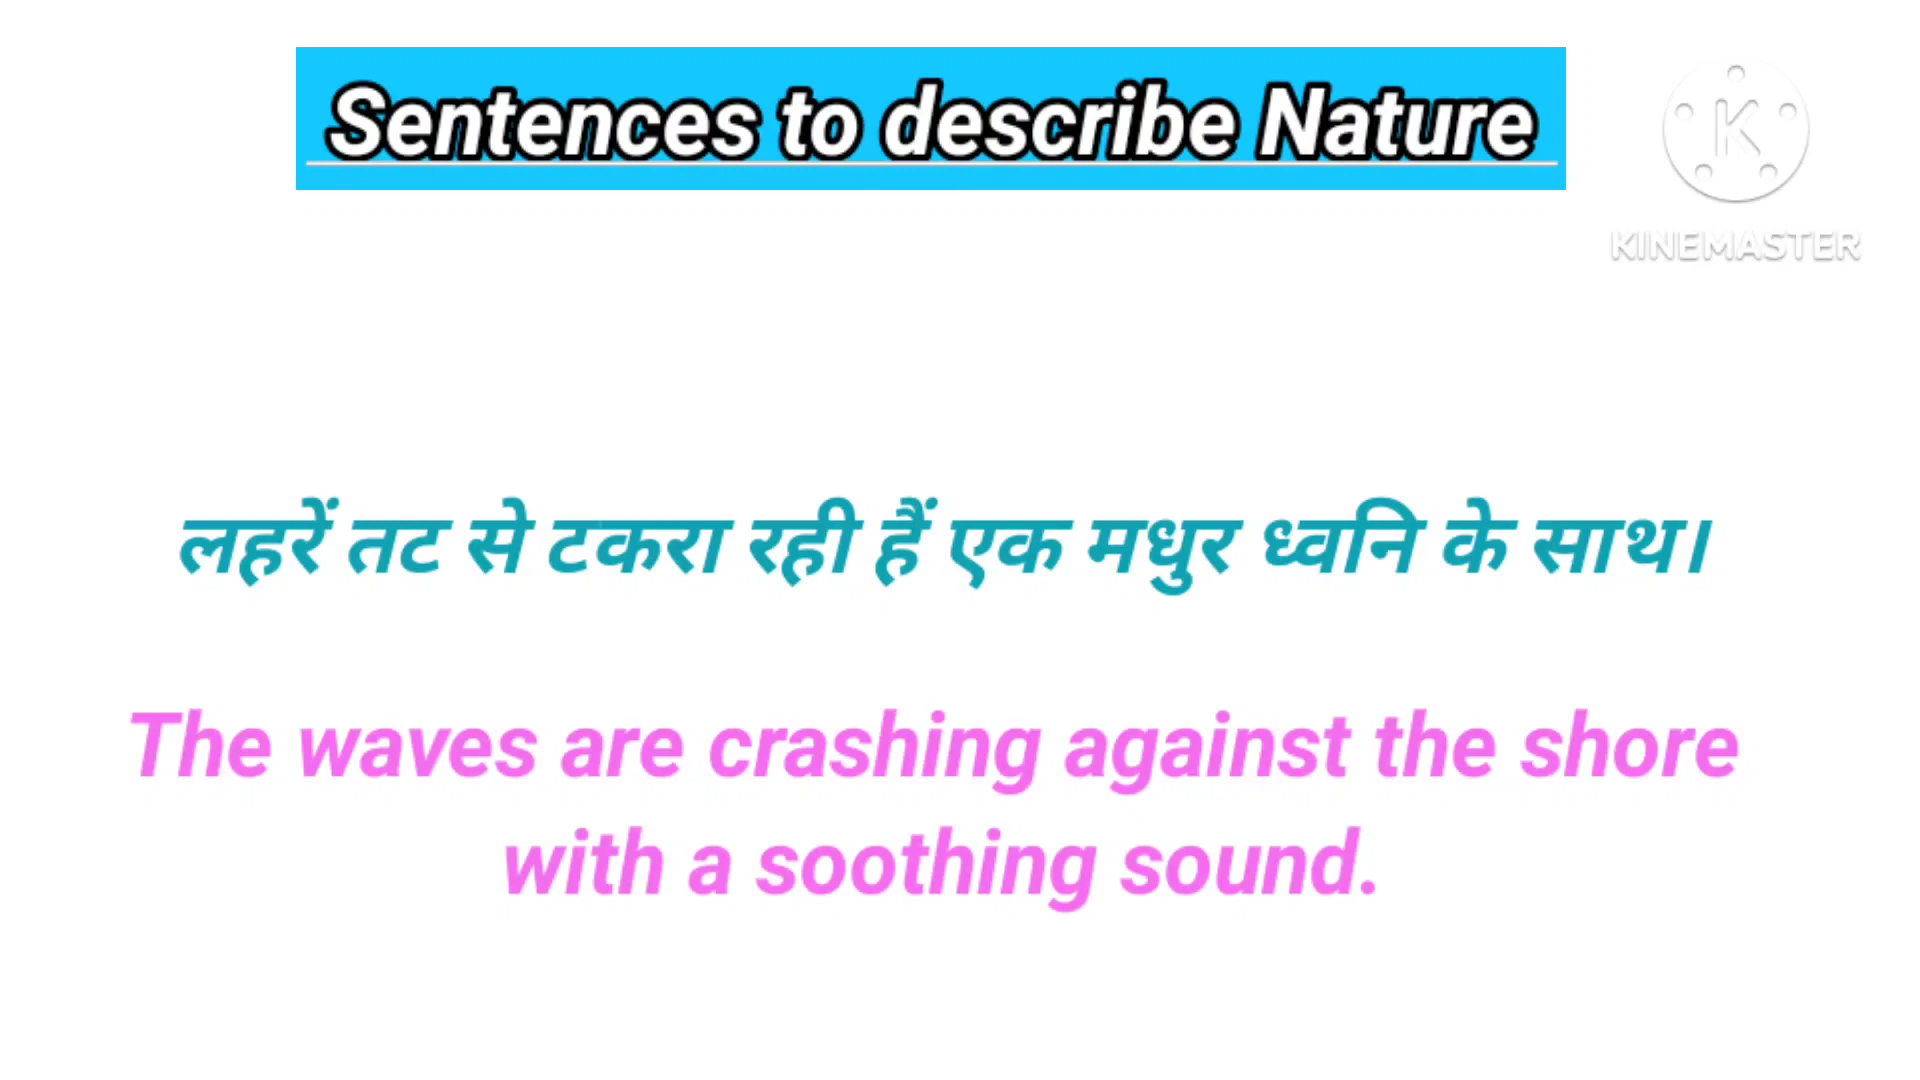 Sentences to describe Nature
K
KINEMASTER
लहरें तट से टकरा रही हैं एक मधुर ध्वनि के साथ।
The waves are crashing against the shore
with a soothing sound.